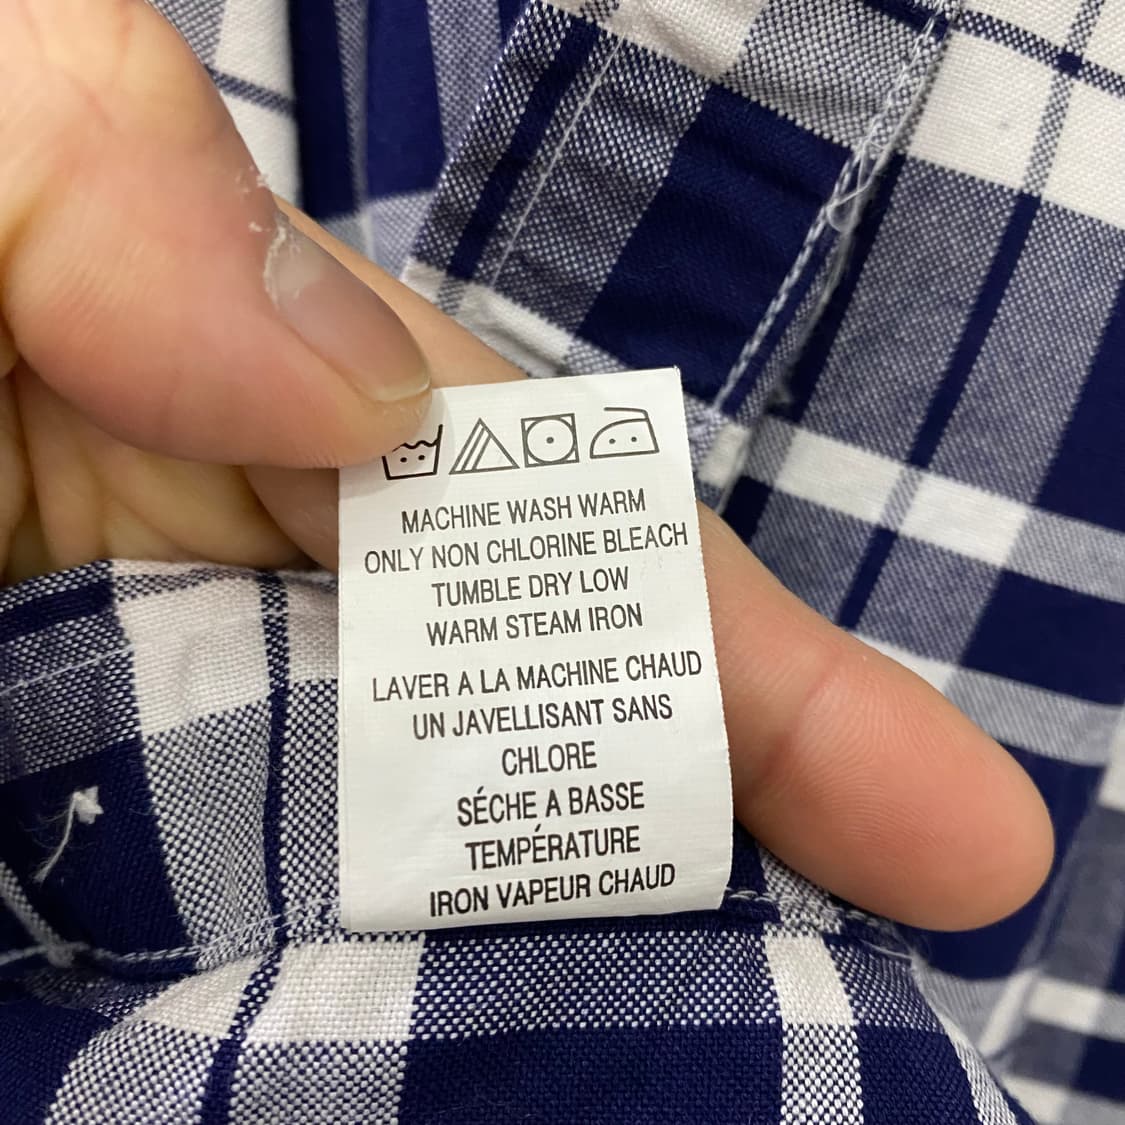 MACHINE WASH WARM
ONLY NON CHLORINE BLEACH
TUMBLE DRY LOW
WARM STEAM IRON
LAVER A LA MACHINE CHAUD
UN JAVELLISANT SANS
CHLORE
SÉCHE A BASSE
TEMPÉRATURE
IRON VAPEUR CHAUD